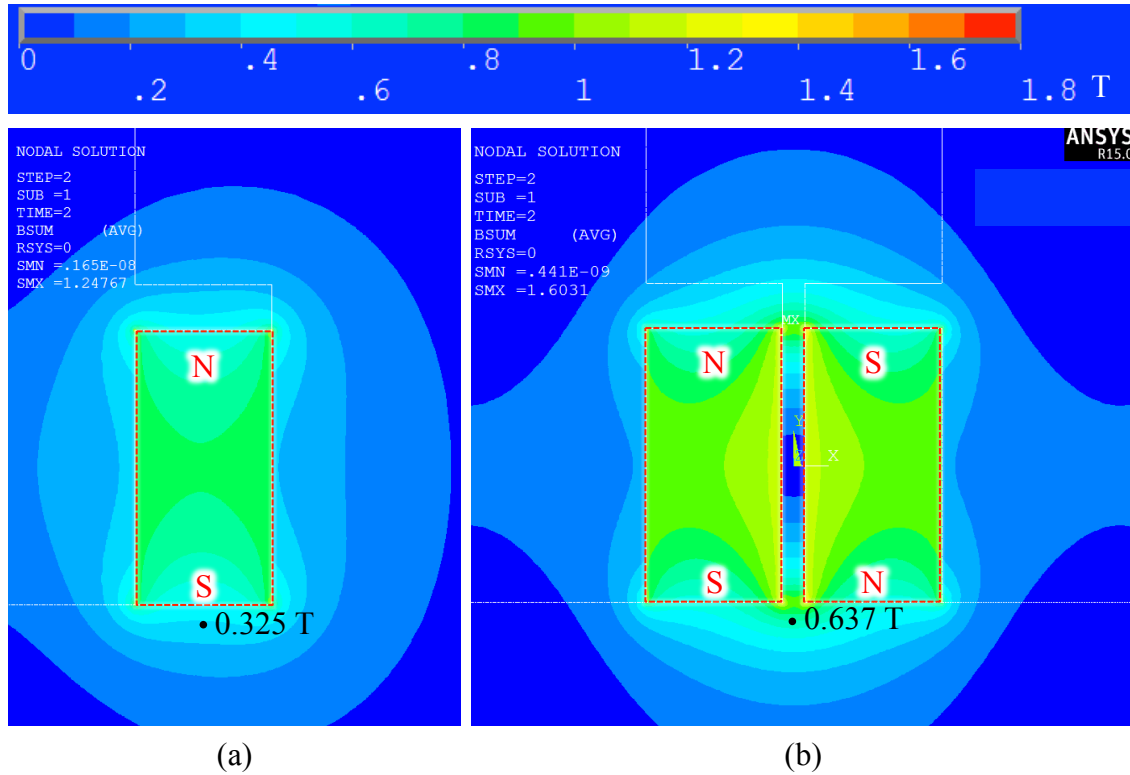 0 .4 .8 1.2 1.6
.2 .6 1 1.4 1.8 T
NODAL SOLUTION
STEP=2
SUB =1
TIME=2
BSUM (AVG)
RSYS=0
SMN =.165E-08
SMX =1.24767
N
S
0.325 T
(a)
NODAL SOLUTION
STEP=2
SUB =1
TIME=2
BSUM (AVG)
RSYS=0
SMN =.441E-09
SMX =1.6031
ANSYS
R15.0
MX
N S
Y
X
S N
0.637 T
(b)